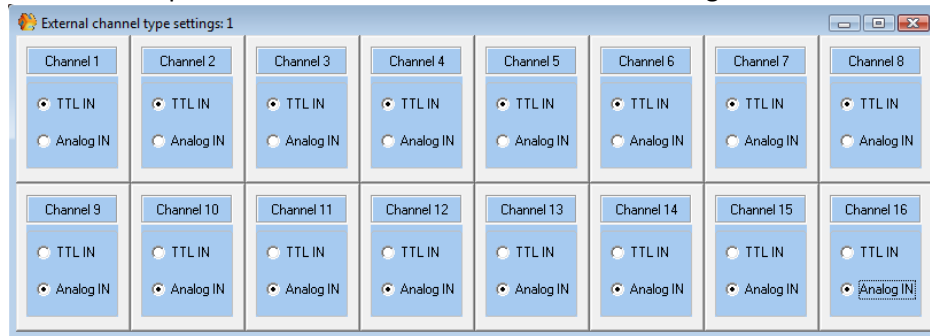 External channel type settings: 1
Channel 1 Channel 2 Channel 3 Channel 4 Channel 5 Channel 6 Channel 7 Channel 8
TTL IN TTL IN TTL IN TTL IN TTL IN TTL IN TTL IN TTL IN
Analog IN Analog IN Analog IN Analog IN Analog IN Analog IN Analog IN Analog IN
Channel 9 Channel 10 Channel 11 Channel 12 Channel 13 Channel 14 Channel 15 Channel 16
TTL IN TTL IN TTL IN TTL IN TTL IN TTL IN TTL IN TTL IN
Analog IN Analog IN Analog IN Analog IN Analog IN Analog IN Analog IN Analog IN